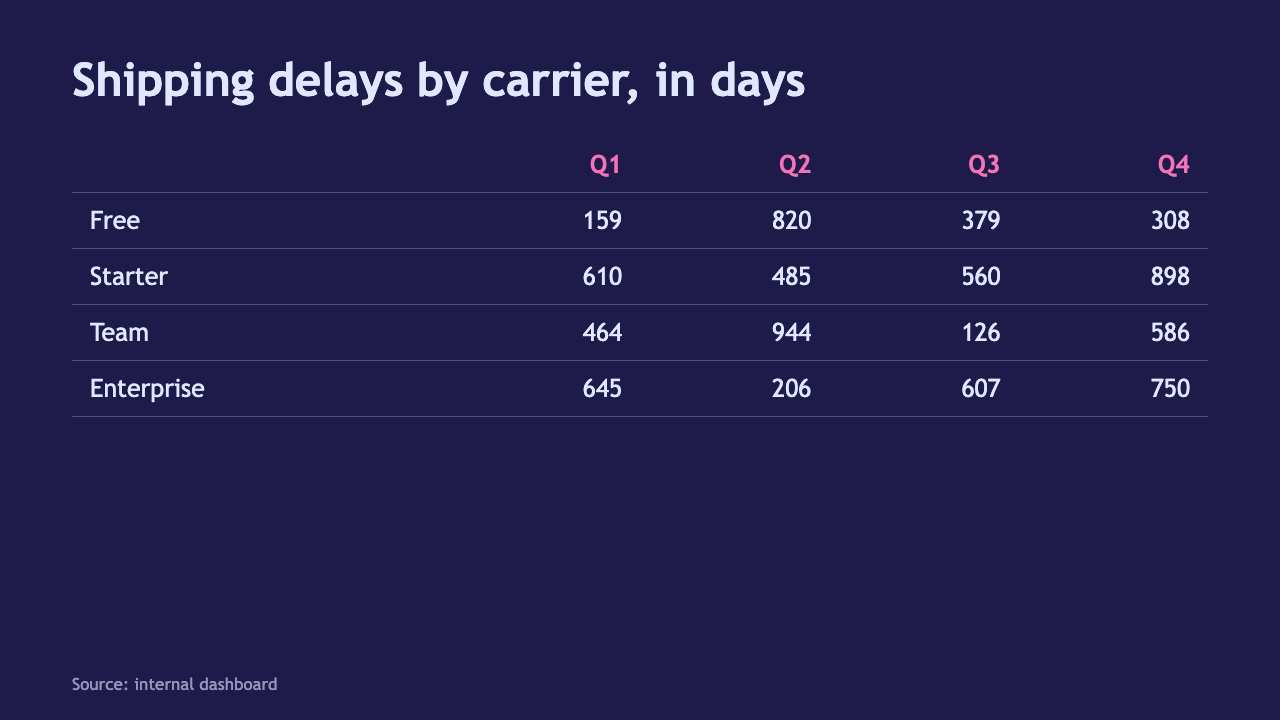 Shipping delays by carrier, in days
Q1 Q2 Q3 Q4
Free 159 820 379 308
Starter 610 485 560 898
Team 464 944 126 586
Enterprise 645 206 607 750
Source: internal dashboard